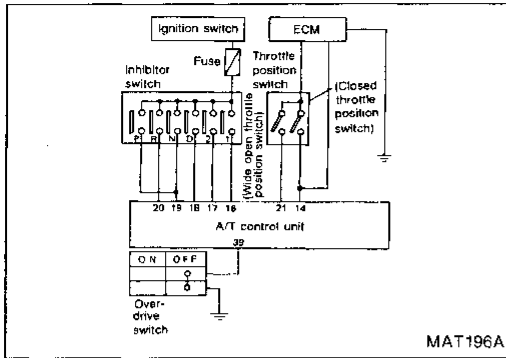 Ignition switch
ECM
Fuse
Throttle
position
switch
Inhibitor
switch
(Closed
throttle
position
switch)
(Wide open throttle
position switch)
P R N D 2 1
20 19 18 17 16 21 14
A/T control unit
39
ON OFF
Over-
drive
switch
MAT196A